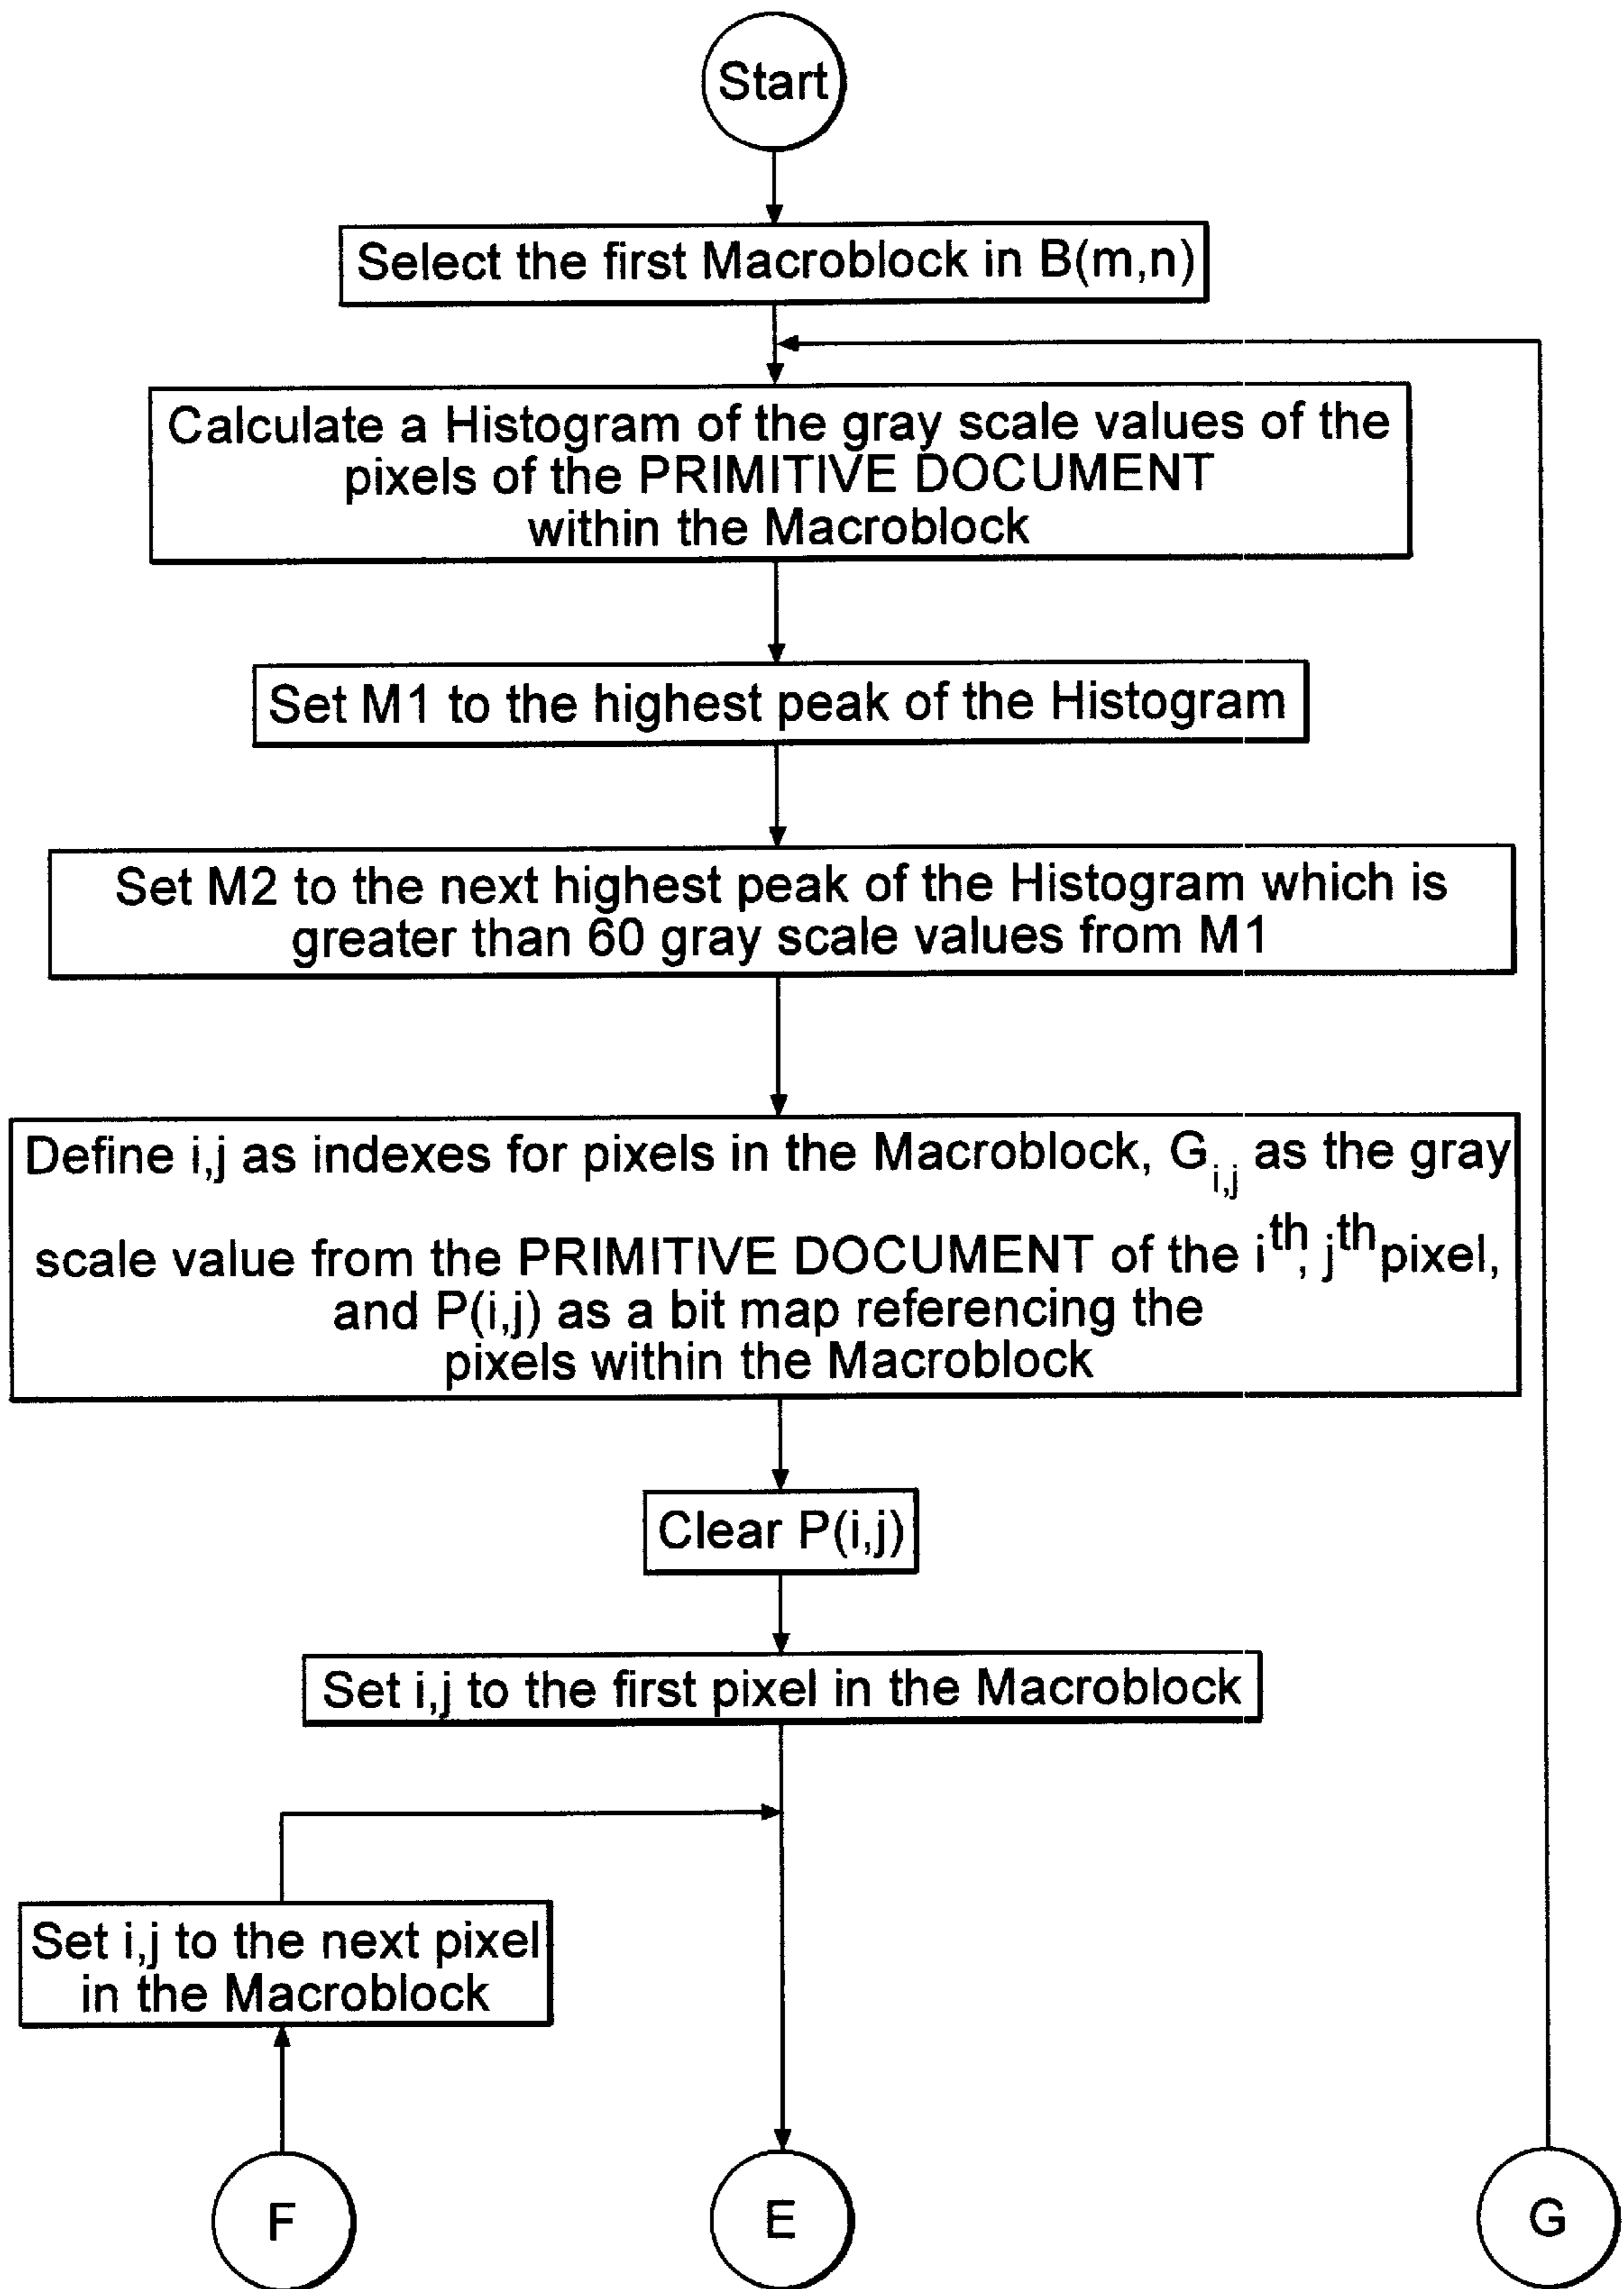 Start
Select the first Macroblock in B(m,n)
Calculate a Histogram of the gray scale values of the
pixels of the PRIMITIVE DOCUMENT
within the Macroblock
Set M1 to the highest peak of the Histogram
Set M2 to the next highest peak of the Histogram which is
greater than 60 gray scale values from M1
Define i,j as indexes for pixels in the Macroblock, G i,j as the gray
scale value from the PRIMITIVE DOCUMENT of the ith, jth pixel,
and P(i,j) as a bit map referencing the
pixels within the Macroblock
Clear P(i,j)
Set i,j to the first pixel in the Macroblock
Set i,j to the next pixel
in the Macroblock
F
E
G